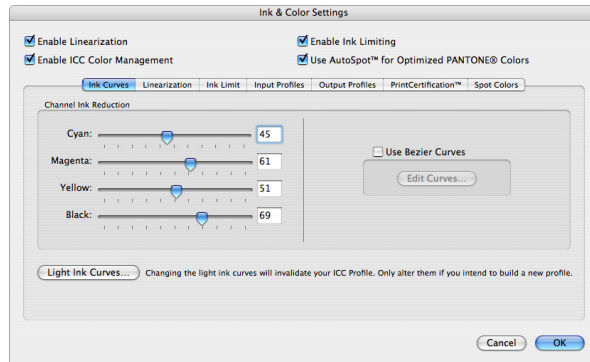 Ink & Color Settings
Enable Linearization
Enable Ink Limiting
Enable ICC Color Management
Use AutoSpot™ for Optimized PANTONE® Colors
Ink Curves Linearization Ink Limit Input Profiles Output Profiles PrintCertification™ Spot Colors
Channel Ink Reduction
Cyan: 45
Magenta: 61
Yellow: 51
Black: 69
Use Bezier Curves
Edit Curves...
Light Ink Curves... Changing the light ink curves will invalidate your ICC Profile. Only alter them if you intend to build a new profile.
Cancel OK